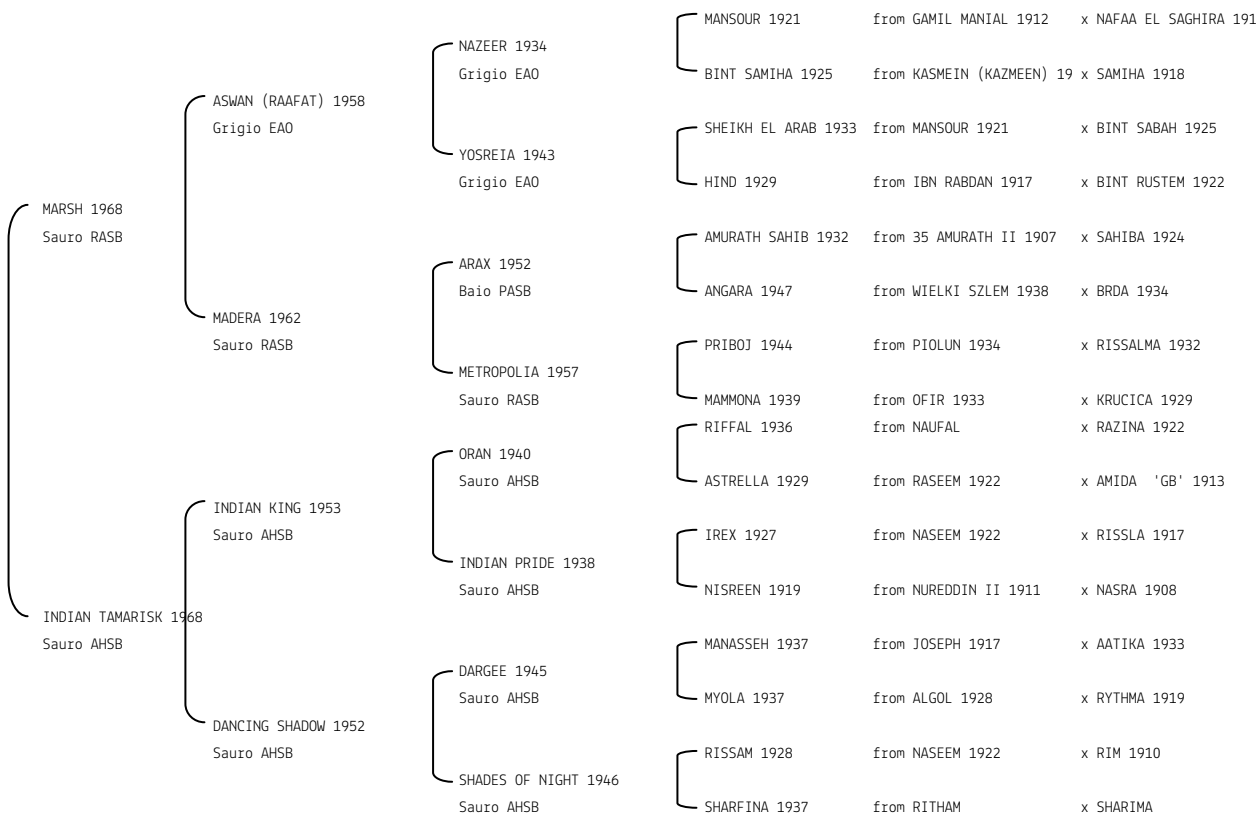 MANSOUR 1921 from GAMIL MANIAL 1912 x NAFAA EL SAGHIRA 191
NAZEER 1934
Grigio EAO BINT SAMIHA 1925 from KASMEIN (KAZMEEN) 19 x SAMIHA 1918
ASWAN (RAAFAT) 1958
Grigio EAO SHEIKH EL ARAB 1933 from MANSOUR 1921 x BINT SABAH 1925
YOSREIA 1943
Grigio EAO HIND 1929 from IBN RABDAN 1917 x BINT RUSTEM 1922
MARSH 1968
Sauro RASB AMURATH SAHIB 1932 from 35 AMURATH II 1907 x SAHIBA 1924
ARAX 1952
Baio PASB ANGARA 1947 from WIELKI SZLEM 1938 x BRDA 1934
MADERA 1962
Sauro RASB PRIBOJ 1944 from PIOLUN 1934 x RISSALMA 1932
METROPOLIA 1957
Sauro RASB MAMMONA 1939 from OFIR 1933 x KRUCICA 1929
RIFFAL 1936 from NAUFAL x RAZINA 1922
ORAN 1940
Sauro AHSB ASTRELLA 1929 from RASEEM 1922 x AMIDA 'GB' 1913
INDIAN KING 1953
Sauro AHSB IREX 1927 from NASEEM 1922 x RISSLA 1917
INDIAN PRIDE 1938
Sauro AHSB NISREEN 1919 from NUREDDIN II 1911 x NASRA 1908
INDIAN TAMARISK 1968
Sauro AHSB MANASSEH 1937 from JOSEPH 1917 x AATIKA 1933
DARGEE 1945
Sauro AHSB MYOLA 1937 from ALGOL 1928 x RYTHMA 1919
DANCING SHADOW 1952
Sauro AHSB RISSAM 1928 from NASEEM 1922 x RIM 1910
SHADES OF NIGHT 1946
Sauro AHSB SHARFINA 1937 from RITHAM x SHARIMA